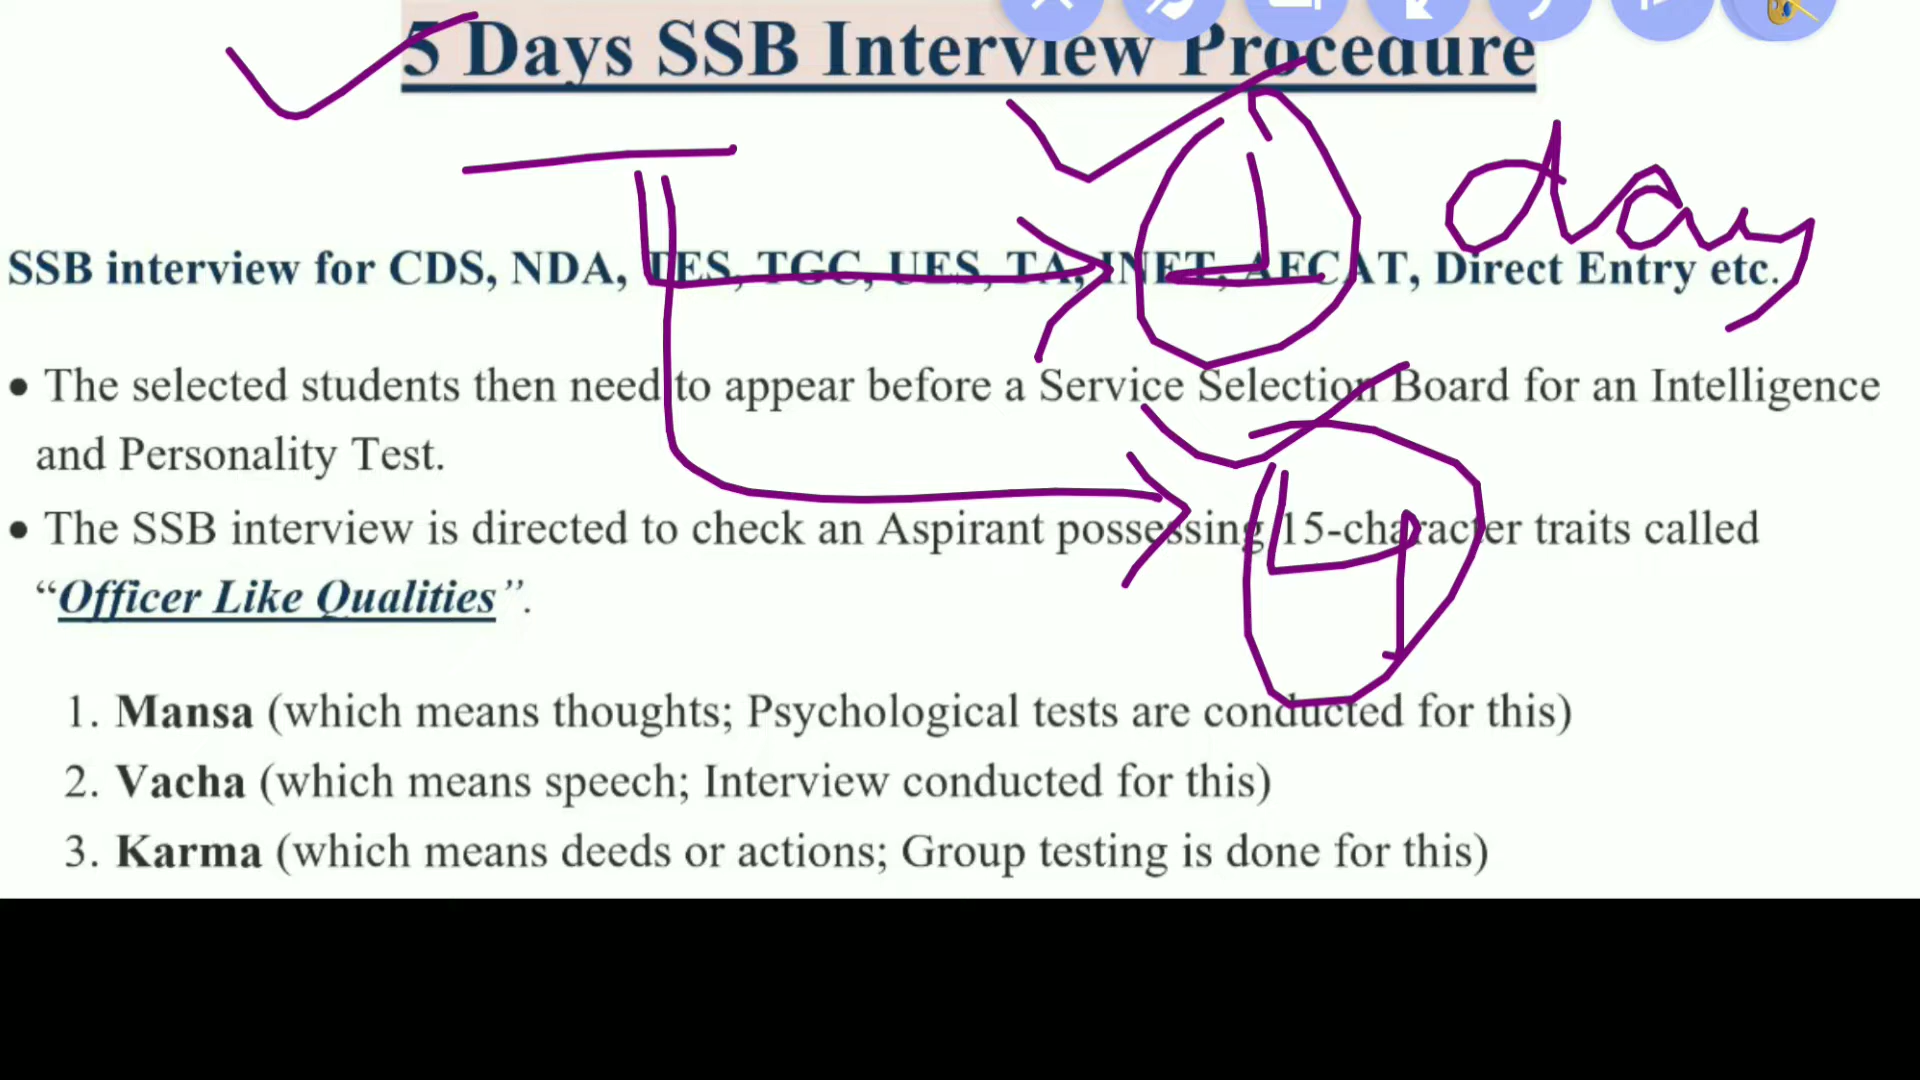 5 Days SSB Interview Procedure
1 day
SSB interview for CDS, NDA, TES, TGC, UES, TA, INET, AFCAT, Direct Entry etc.
• The selected students then need to appear before a Service Selection Board for an Intelligence
and Personality Test.
4
• The SSB interview is directed to check an Aspirant possessing 15-character traits called
“Officer Like Qualities”.
1. Mansa (which means thoughts; Psychological tests are conducted for this)
2. Vacha (which means speech; Interview conducted for this)
3. Karma (which means deeds or actions; Group testing is done for this)